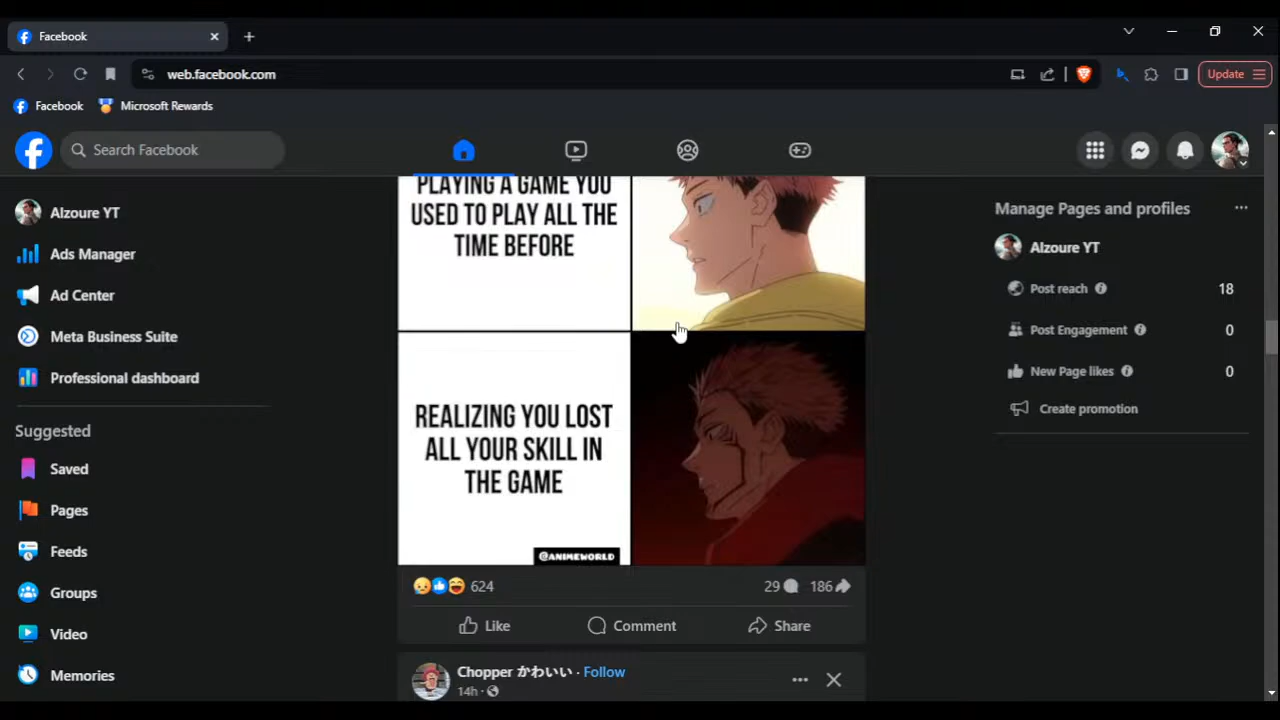 Facebook
web.facebook.com
Update
Facebook
Microsoft Rewards
Search Facebook
Alzoure YT
Ads Manager
Ad Center
Meta Business Suite
Professional dashboard
Suggested
Saved
Pages
Feeds
Groups
Video
Memories
PLAYING A GAME YOU
USED TO PLAY ALL THE
TIME BEFORE
REALIZING YOU LOST
ALL YOUR SKILL IN
THE GAME
@ANIMEWORLD
624
29
186
Like
Comment
Share
Chopper かわいい · Follow
14h ·
Manage Pages and profiles
Alzoure YT
Post reach
18
Post Engagement
0
New Page likes
0
Create promotion